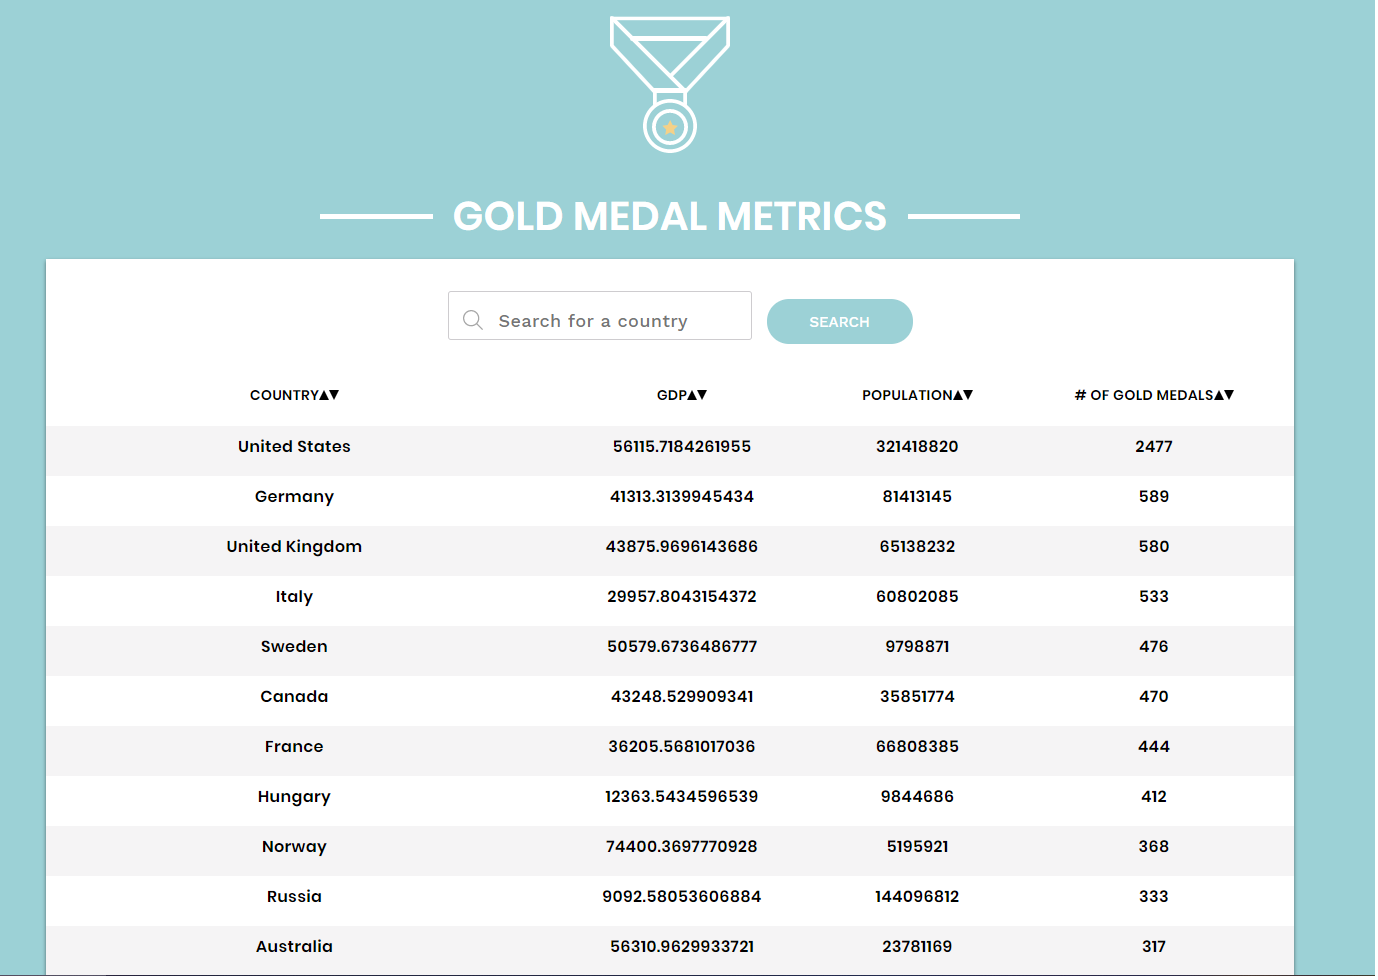 GOLD MEDAL METRICS
Search for a country
SEARCH
COUNTRY▲▼ GDP▲▼ POPULATION▲▼ # OF GOLD MEDALS▲▼
United States 56115.7184261955 321418820 2477
Germany 41313.3139945434 81413145 589
United Kingdom 43875.9696143686 65138232 580
Italy 29957.8043154372 60802085 533
Sweden 50579.6736486777 9798871 476
Canada 43248.529909341 35851774 470
France 36205.5681017036 66808385 444
Hungary 12363.5434596539 9844686 412
Norway 74400.3697770928 5195921 368
Russia 9092.58053606884 144096812 333
Australia 56310.9629933721 23781169 317